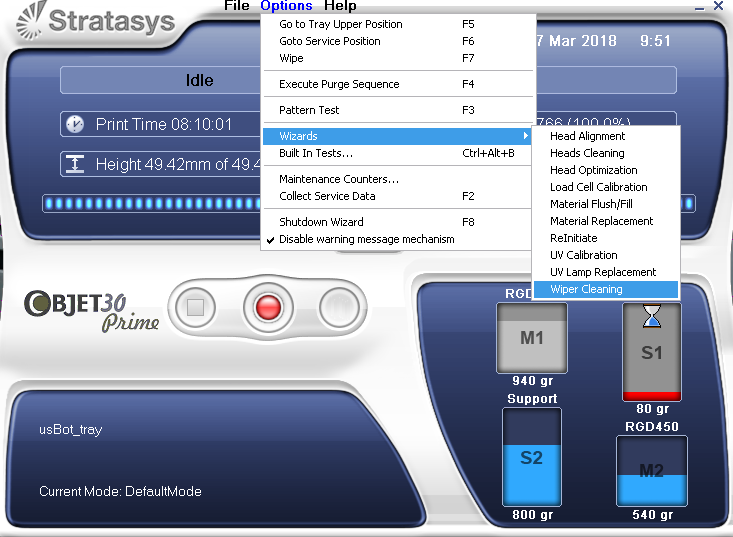 Stratasys
File Options Help
7 Mar 2018 9:51
Idle
Print Time 08:10:01
766 (100.0%)
Height 49.42mm of 49.4
Go to Tray Upper Position F5
Goto Service Position F6
Wipe F7
Execute Purge Sequence F4
Pattern Test F3
Wizards
Built In Tests... Ctrl+Alt+B
Maintenance Counters...
Collect Service Data F2
Shutdown Wizard F8
Disable warning message mechanism
Head Alignment
Heads Cleaning
Head Optimization
Load Cell Calibration
Material Flush/Fill
Material Replacement
ReInitiate
UV Calibration
UV Lamp Replacement
Wiper Cleaning
OBJET30
Prime
M1
940 gr
S1
80 gr
Support
S2
800 gr
RGD450
M2
540 gr
usBot_tray
Current Mode: DefaultMode